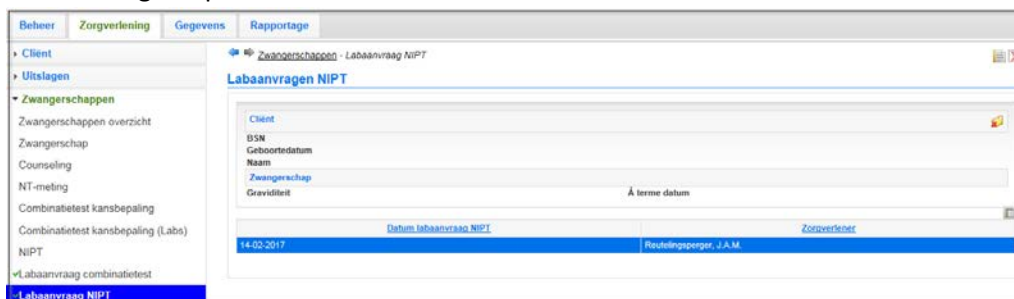 Beheer Zorgverlening Gegevens Rapportage
Cliënt
Uitslagen
Zwangerschappen
Zwangerschappen overzicht
Zwangerschap
Counseling
NT-meting
Combinatietest kansbepaling
Combinatietest kansbepaling (Labs)
NIPT
Labaanvraag combinatietest
Labaanvraag NIPT
Zwangerschappen - Labaanvraag NIPT
Labaanvragen NIPT
Cliënt
BSN
Geboortedatum
Naam
Zwangerschap
Graviditeit Á terme datum
Datum labaanvraag NIPT Zorgverlener
14-02-2017 Reutelingsperger, J.A.M.